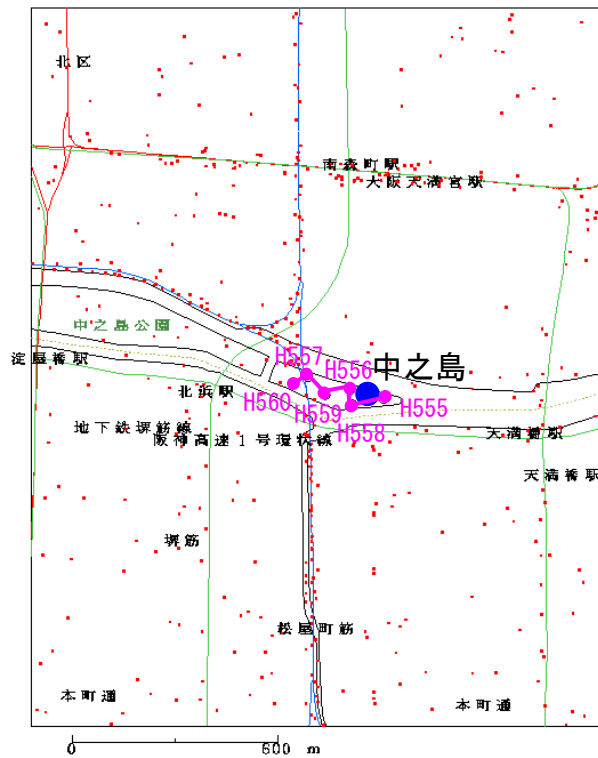 北区
南森町駅
大阪天満宮駅
中之島公園
淀屋橋駅
H557
H556
中之島
北浜駅
H560
H559
H555
H558
地下鉄堺筋線
阪神高速1号環状線
天満橋駅
天満橋駅
堺筋
松屋町筋
本町通
本町通
0 600 m